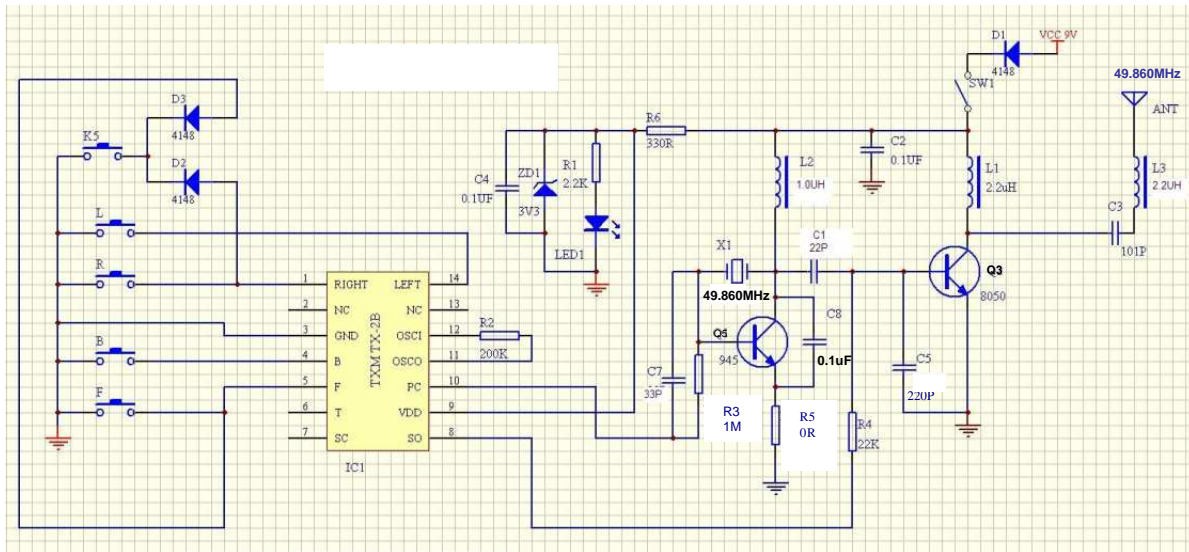 D1
VCC 9V
4148
SW1
49.860MHz
ANT
D3
4148
K5
D2
4148
R6
330R
C2
0.1UF
L2
1.0UH
L1
2.2uH
L3
2.2UH
C4
0.1UF
ZD1
3V3
R1
2.2K
LED1
C3
101P
C1
22P
L
R
B
F
X1
49.860MHz
Q3
8050
1 RIGHT LEFT 14
2 NC NC 13
3 GND OSCI 12
4 B OSCO 11
5 F PC 10
6 T VDD 9
7 SC SO 8
TXM TX-2B
IC1
R2
200K
Q5
945
C8
0.1uF
C7
33P
R3
1M
R5
0R
R4
22K
C5
220P